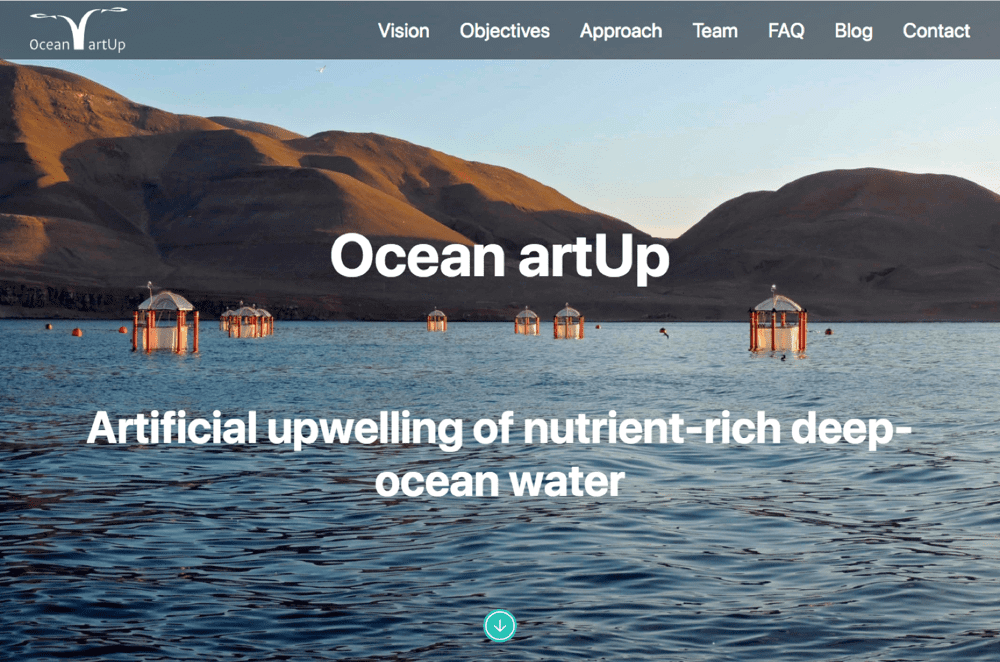 Ocean artUp
Vision Objectives Approach Team FAQ Blog Contact
Ocean artUp
Artificial upwelling of nutrient-rich deep-
ocean water